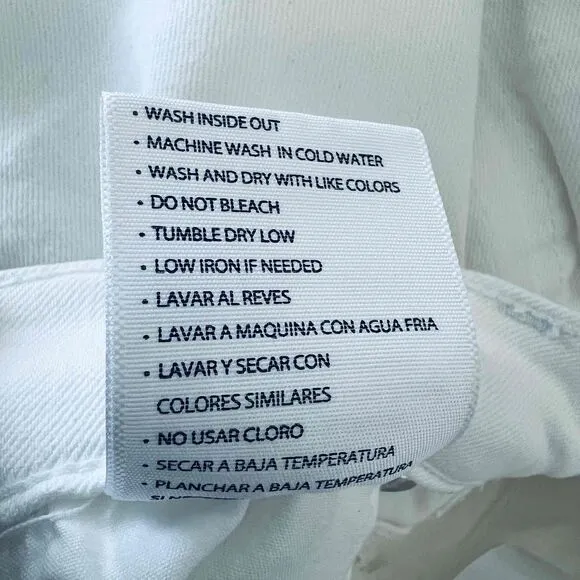 • WASH INSIDE OUT
• MACHINE WASH IN COLD WATER
• WASH AND DRY WITH LIKE COLORS
• DO NOT BLEACH
• TUMBLE DRY LOW
• LOW IRON IF NEEDED
• LAVAR AL REVES
• LAVAR A MAQUINA CON AGUA FRIA
• LAVAR Y SECAR CON
COLORES SIMILARES
• NO USAR CLORO
• SECAR A BAJA TEMPERATURA
• PLANCHAR A BAJA TEMPERATURA
SI